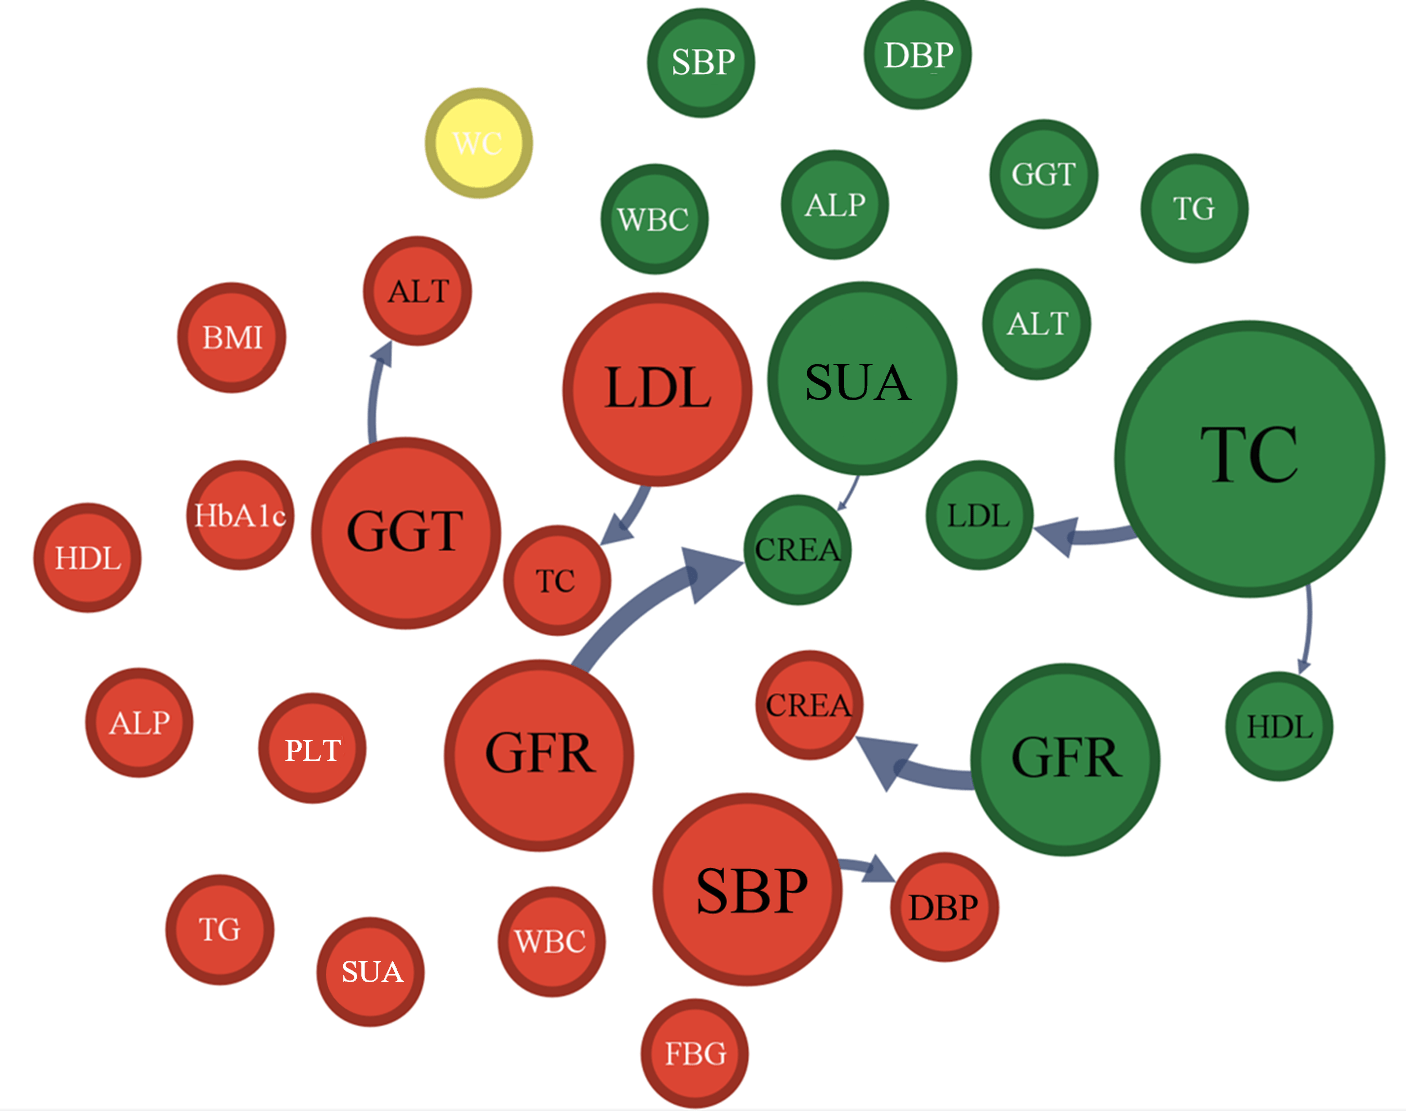 SBP
DBP
WC
GGT
WBC
ALP
TG
ALT
BMI
ALT
LDL
SUA
TC
HbA1c
GGT
LDL
HDL
TC
CREA
ALP
PLT
GFR
CREA
GFR
HDL
SBP
DBP
TG
SUA
WBC
FBG